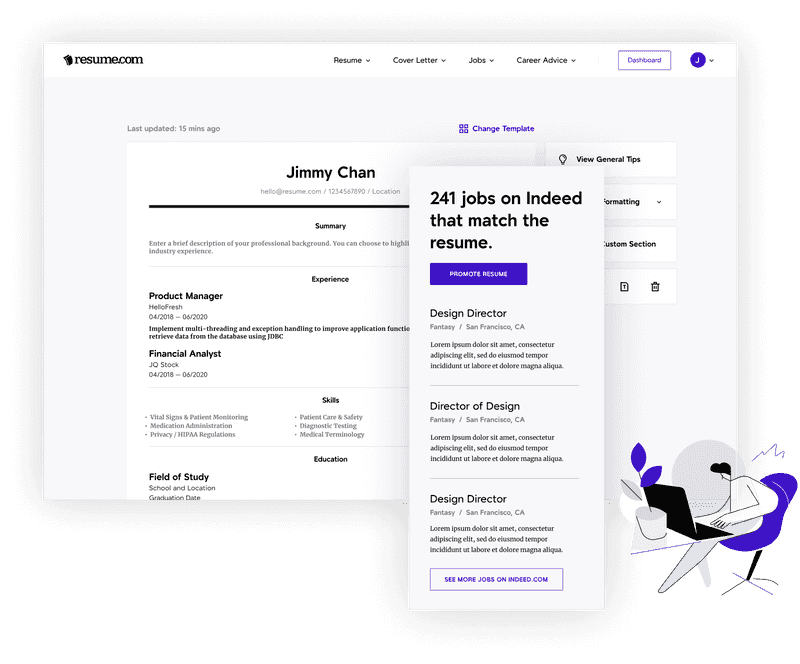 resume.com
Resume
Cover Letter
Jobs
Career Advice
Dashboard
J
Last updated: 15 mins ago
Change Template
Jimmy Chan
hello@resume.com / 1234567890 / Location
Summary
Enter a brief description of your professional background. You can choose to
industry experience.
Experience
Product Manager
HelloFresh
04/2018 — 06/2020
Implement multi-threading and exception handling to improve application
retrieve data from the database using JDBC
Financial Analyst
JQ Stock
04/2018 — 06/2020
Skills
• Vital Signs & Patient Monitoring
• Medication Administration
• Privacy / HIPAA Regulations
• Patient Care & Safety
• Diagnostic Testing
• Medical Terminology
Education
Field of Study
School and Location
Graduation Date
View General Tips
Formatting
Custom Section
241 jobs on Indeed
that match the
resume.
PROMOTE RESUME
Design Director
Fantasy / San Francisco, CA
Lorem ipsum dolor sit amet, consectetur
adipiscing elit, sed do eiusmod tempor
incididunt ut labore et dolore magna aliqua.
Director of Design
Fantasy / San Francisco, CA
Lorem ipsum dolor sit amet, consectetur
adipiscing elit, sed do eiusmod tempor
incididunt ut labore et dolore magna aliqua.
Design Director
Fantasy / San Francisco, CA
Lorem ipsum dolor sit amet, consectetur
adipiscing elit, sed do eiusmod tempor
incididunt ut labore et dolore magna aliqua.
SEE MORE JOBS ON INDEED.COM